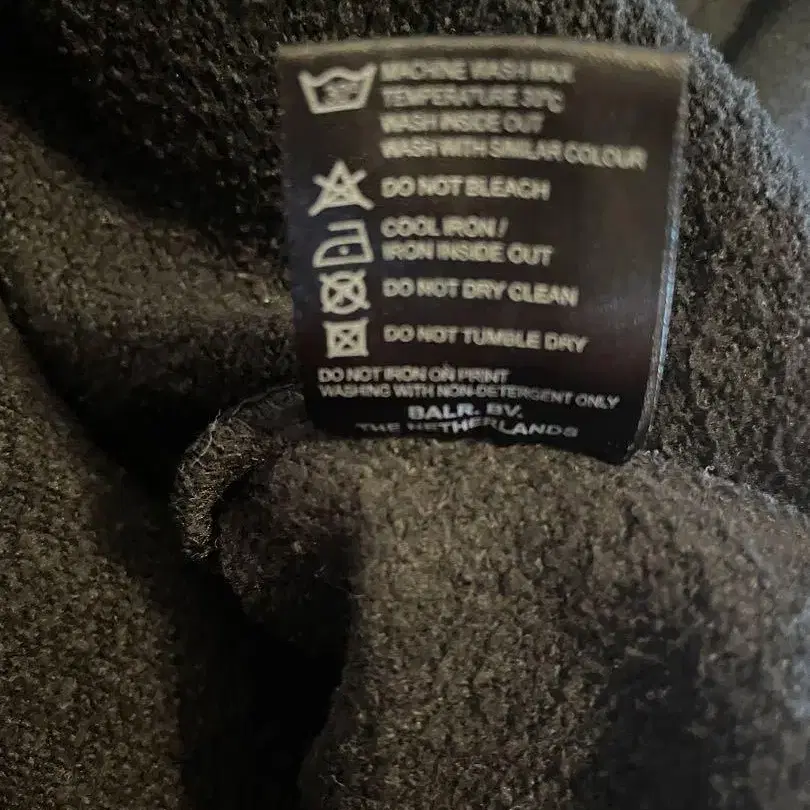 MACHINE WASH MAX
TEMPERATURE 30°C
WASH INSIDE OUT
WASH WITH SIMILAR COLOUR
DO NOT BLEACH
COOL IRON /
IRON INSIDE OUT
DO NOT DRY CLEAN
DO NOT TUMBLE DRY
DO NOT IRON ON PRINT
WASHING WITH NON-DETERGENT ONLY
BALR. BV.
THE NETHERLANDS